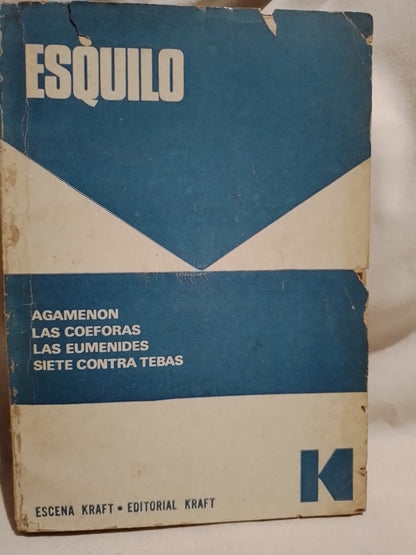 ESQUILO
AGAMENON
LAS COEFORAS
LAS EUMENIDES
SIETE CONTRA TEBAS
K
ESCENA KRAFT • EDITORIAL KRAFT